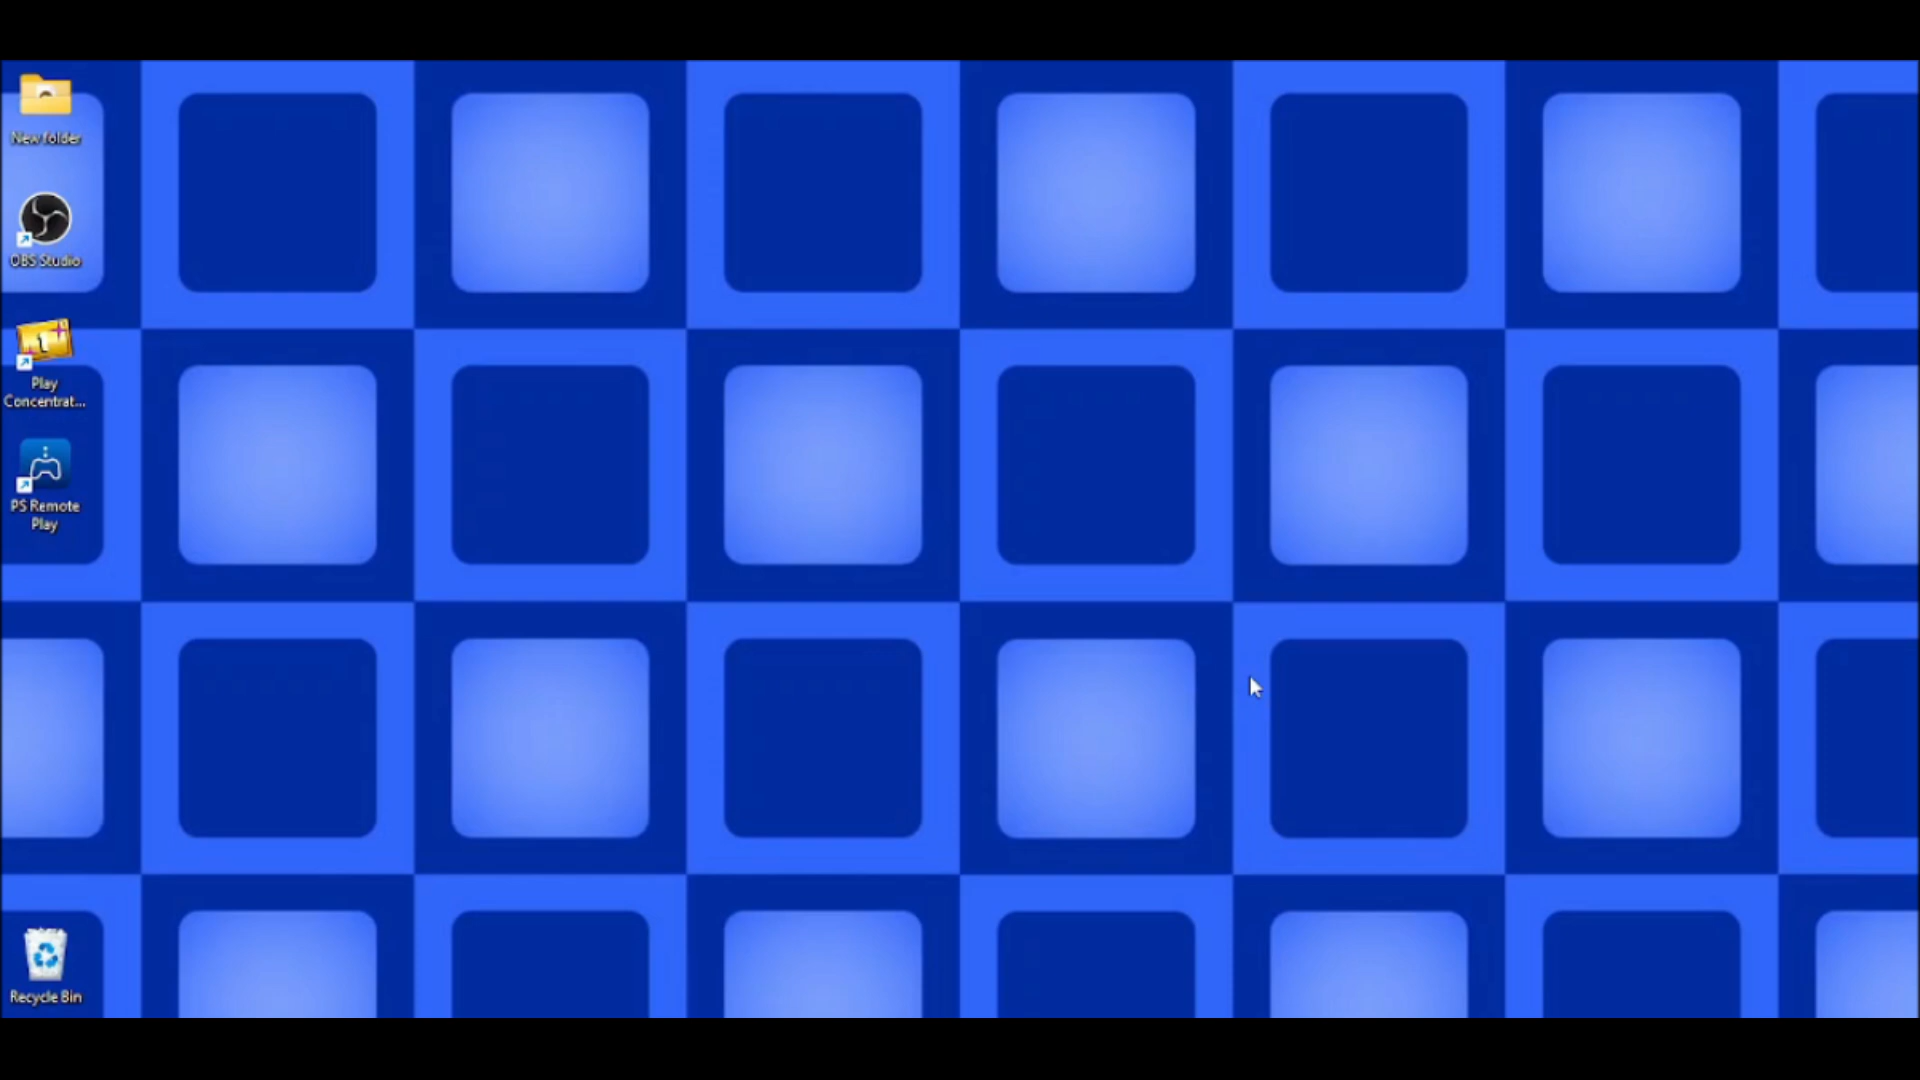 New folder
OBS Studio
Play
Concentrat...
PS Remote
Play
Recycle Bin